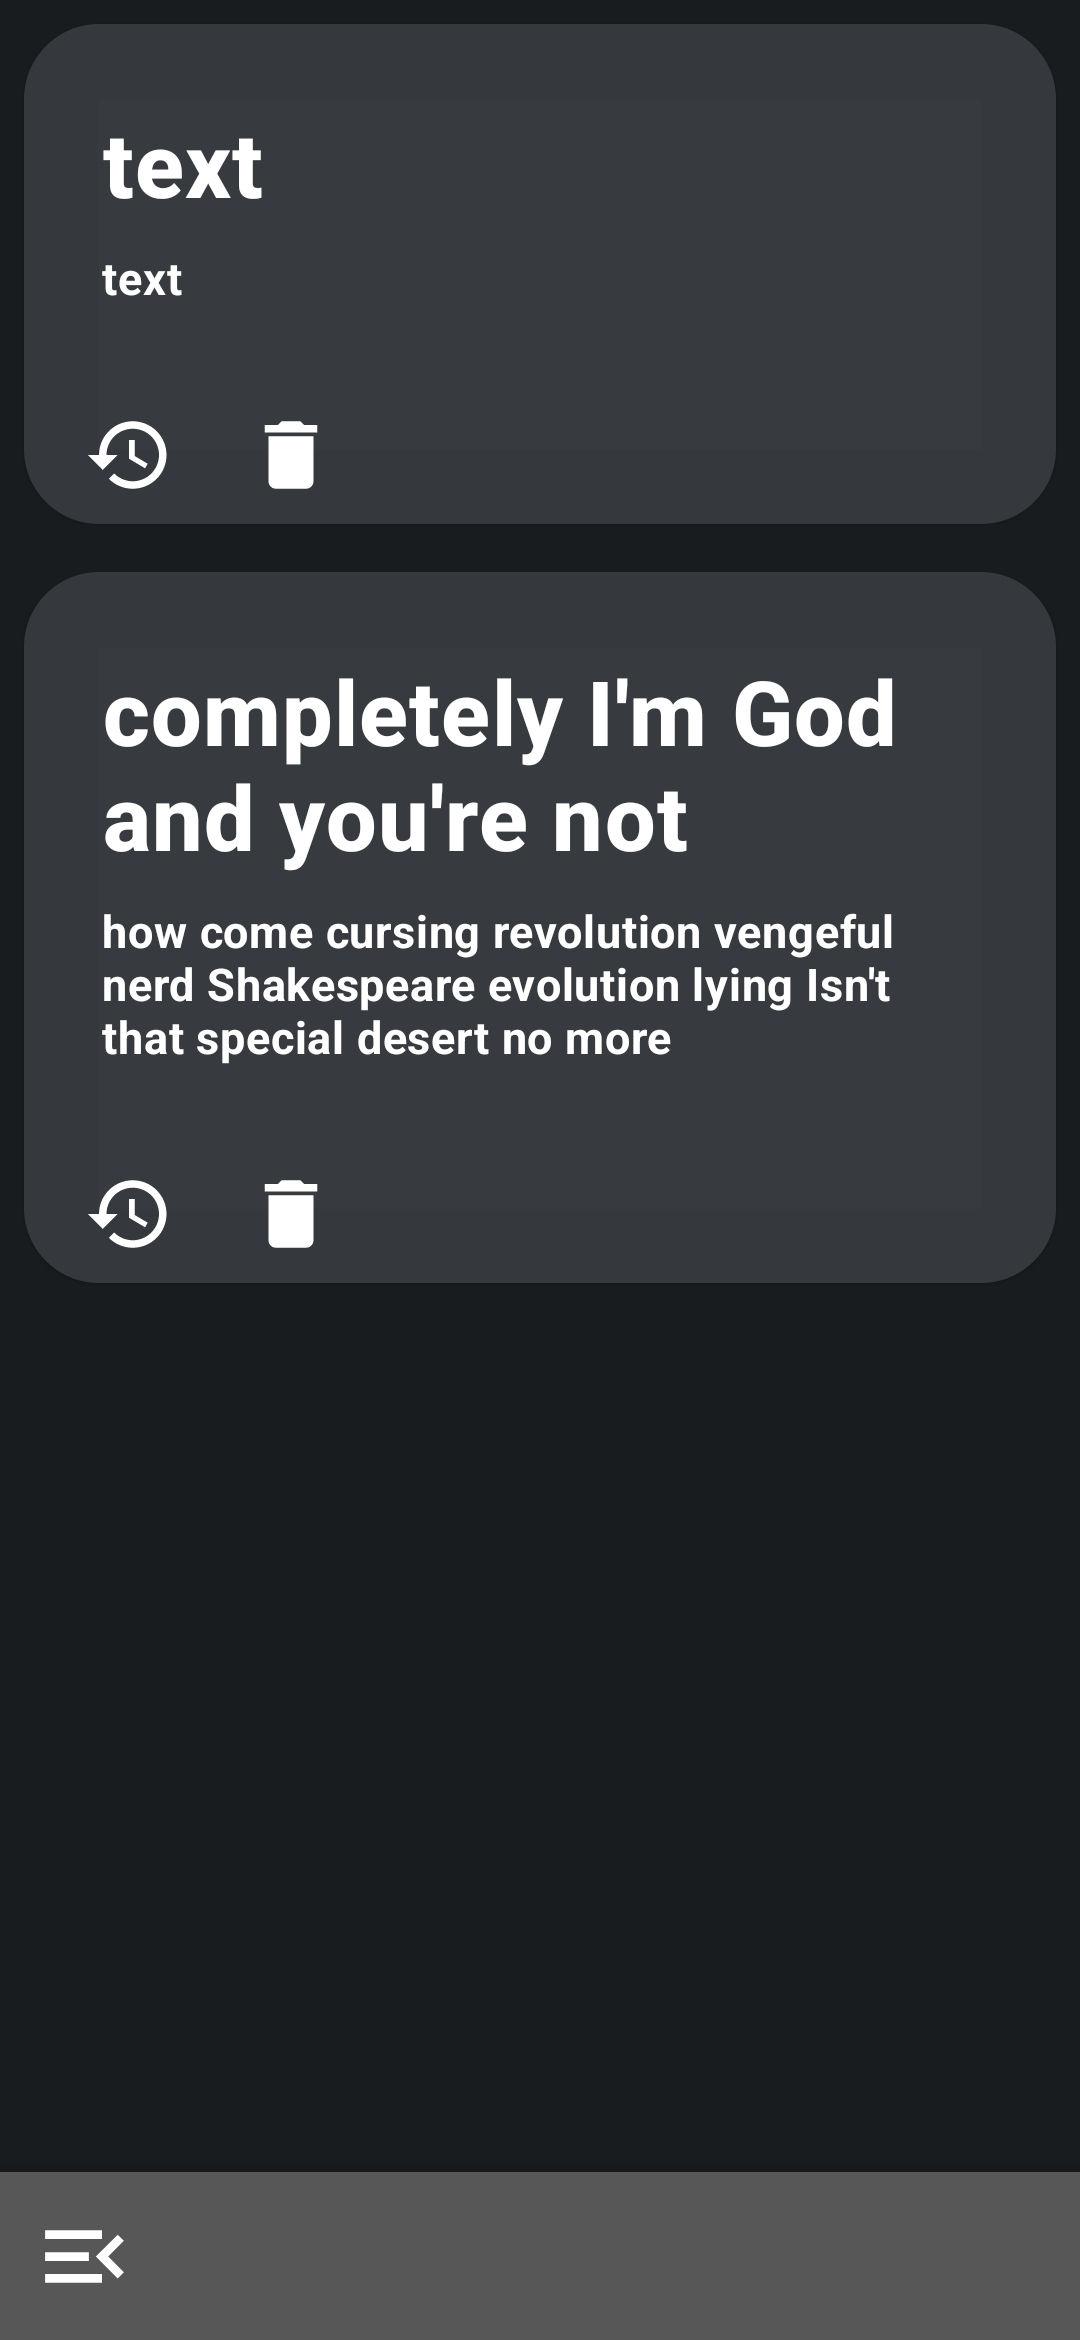 text
text
completely I'm God
and you're not
how come cursing revolution vengeful
nerd Shakespeare evolution lying Isn't
that special desert no more